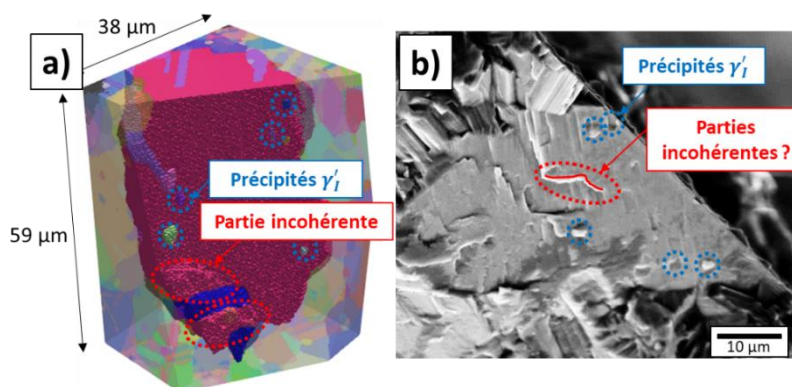 38 µm
a)
59 µm
Précipités γ′I
Partie incohérente
b)
Précipités γ′I
Parties
incohérentes ?
10 µm